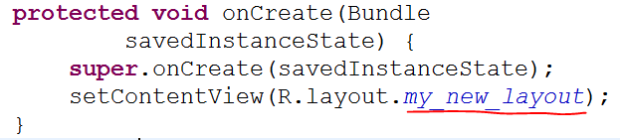 protected void onCreate(Bundle
savedInstanceState) {
super.onCreate(savedInstanceState);
setContentView(R.layout.my_new_layout);
}